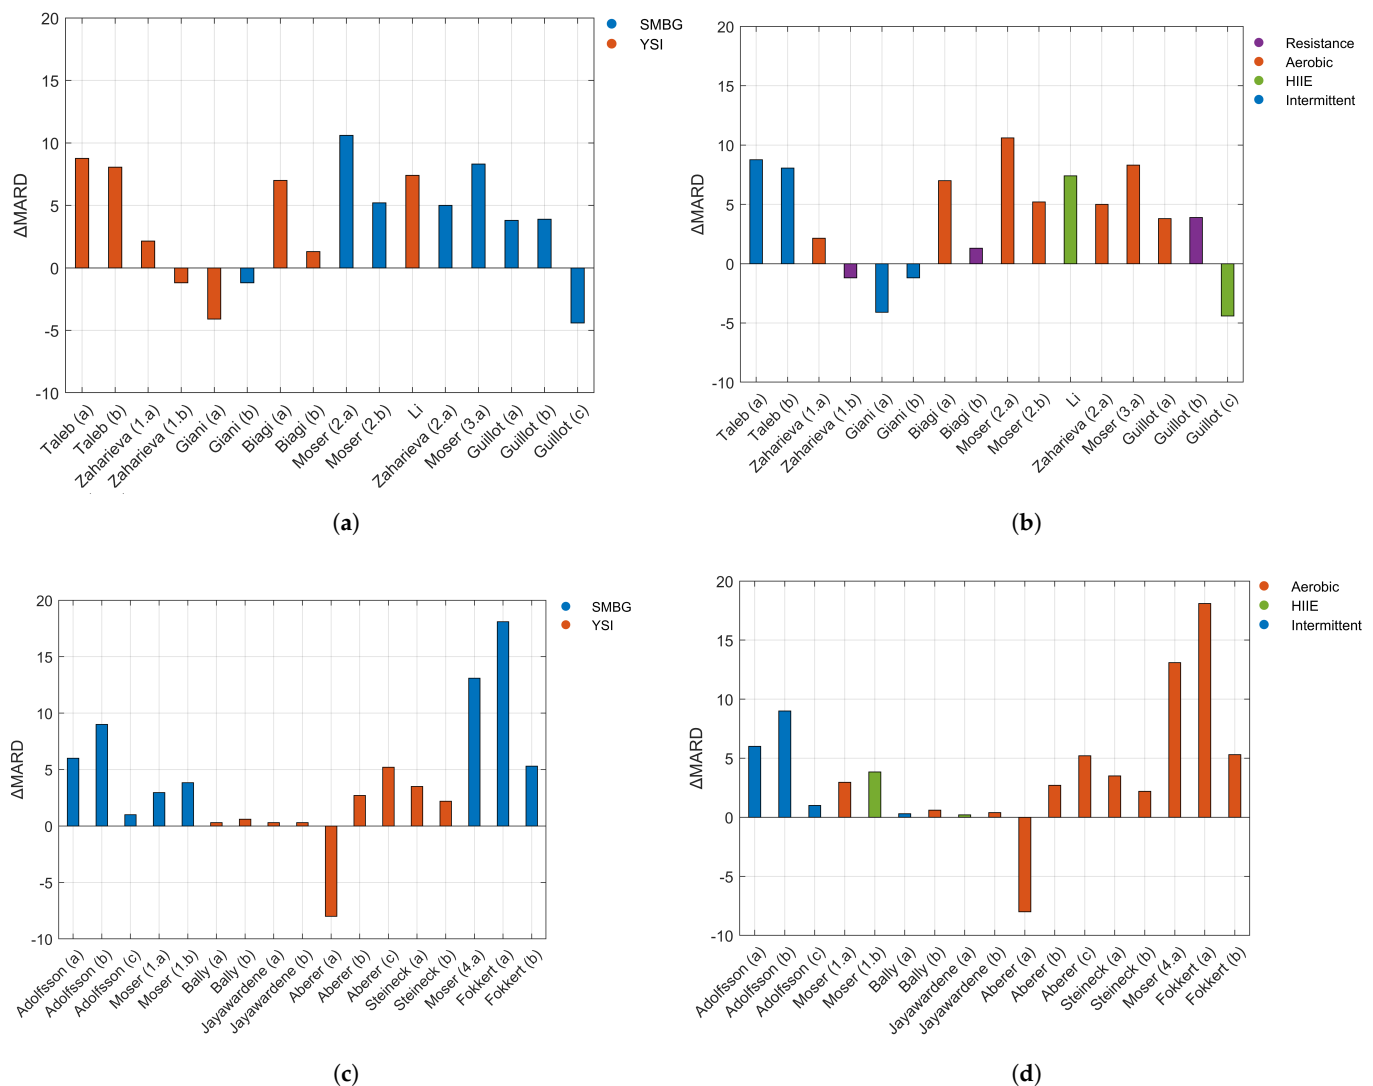 20
15
10
5
0
-5
-10
ΔMARD
SMBG
YSI
Taleb (a)
Taleb (b)
Zaharieva (1.a)
Zaharieva (1.b)
Giani (a)
Giani (b)
Biagi (a)
Biagi (b)
Moser (2.a)
Moser (2.b)
Li
Zaharieva (2.a)
Moser (3.a)
Guillot (a)
Guillot (b)
Guillot (c)
(a)
20
15
10
5
0
-5
-10
ΔMARD
Resistance
Aerobic
HIIE
Intermittent
Taleb (a)
Taleb (b)
Zaharieva (1.a)
Zaharieva (1.b)
Giani (a)
Giani (b)
Biagi (a)
Biagi (b)
Moser (2.a)
Moser (2.b)
Li
Zaharieva (2.a)
Moser (3.a)
Guillot (a)
Guillot (b)
Guillot (c)
(b)
20
15
10
5
0
-5
-10
ΔMARD
SMBG
YSI
Adolfsson (a)
Adolfsson (b)
Adolfsson (c)
Moser (1.a)
Moser (1.b)
Bally (a)
Bally (b)
Jayawardene (a)
Jayawardene (b)
Aberer (a)
Aberer (b)
Aberer (c)
Steineck (a)
Steineck (b)
Moser (4.a)
Fokkert (a)
Fokkert (b)
(c)
20
15
10
5
0
-5
-10
ΔMARD
Aerobic
HIIE
Intermittent
Adolfsson (a)
Adolfsson (b)
Adolfsson (c)
Moser (1.a)
Moser (1.b)
Bally (a)
Bally (b)
Jayawardene (a)
Jayawardene (b)
Aberer (a)
Aberer (b)
Aberer (c)
Steineck (a)
Steineck (b)
Moser (4.a)
Fokkert (a)
Fokkert (b)
(d)